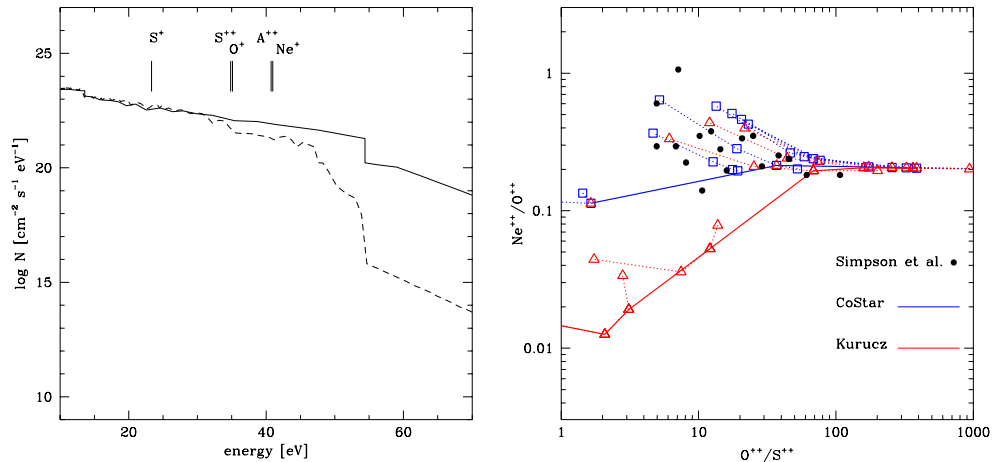 25
20
15
10
log N [cm⁻² s⁻¹ eV⁻¹]
S⁺
S⁺⁺
O⁺
A⁺⁺
Ne⁺
20
40
60
energy [eV]
1
0.1
0.01
Ne⁺⁺/O⁺⁺
Simpson et al.
CoStar
Kurucz
1
10
100
1000
O⁺⁺/S⁺⁺